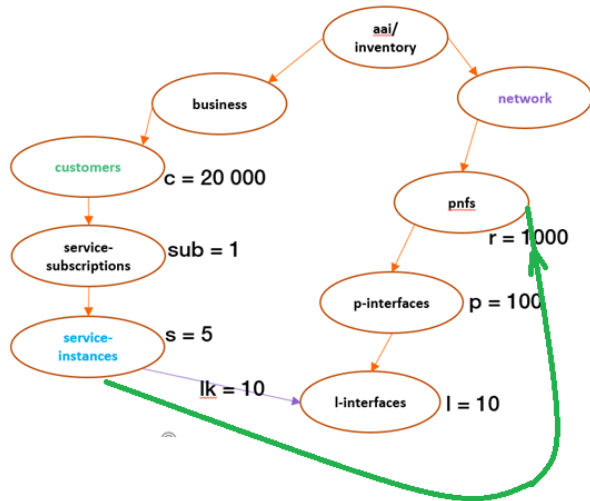 aai/
inventory
business
network
customers
c = 20 000
pnfs
r = 1000
service-
subscriptions
sub = 1
p-interfaces
p = 100
service-
instances
s = 5
lk = 10
l-interfaces
l = 10